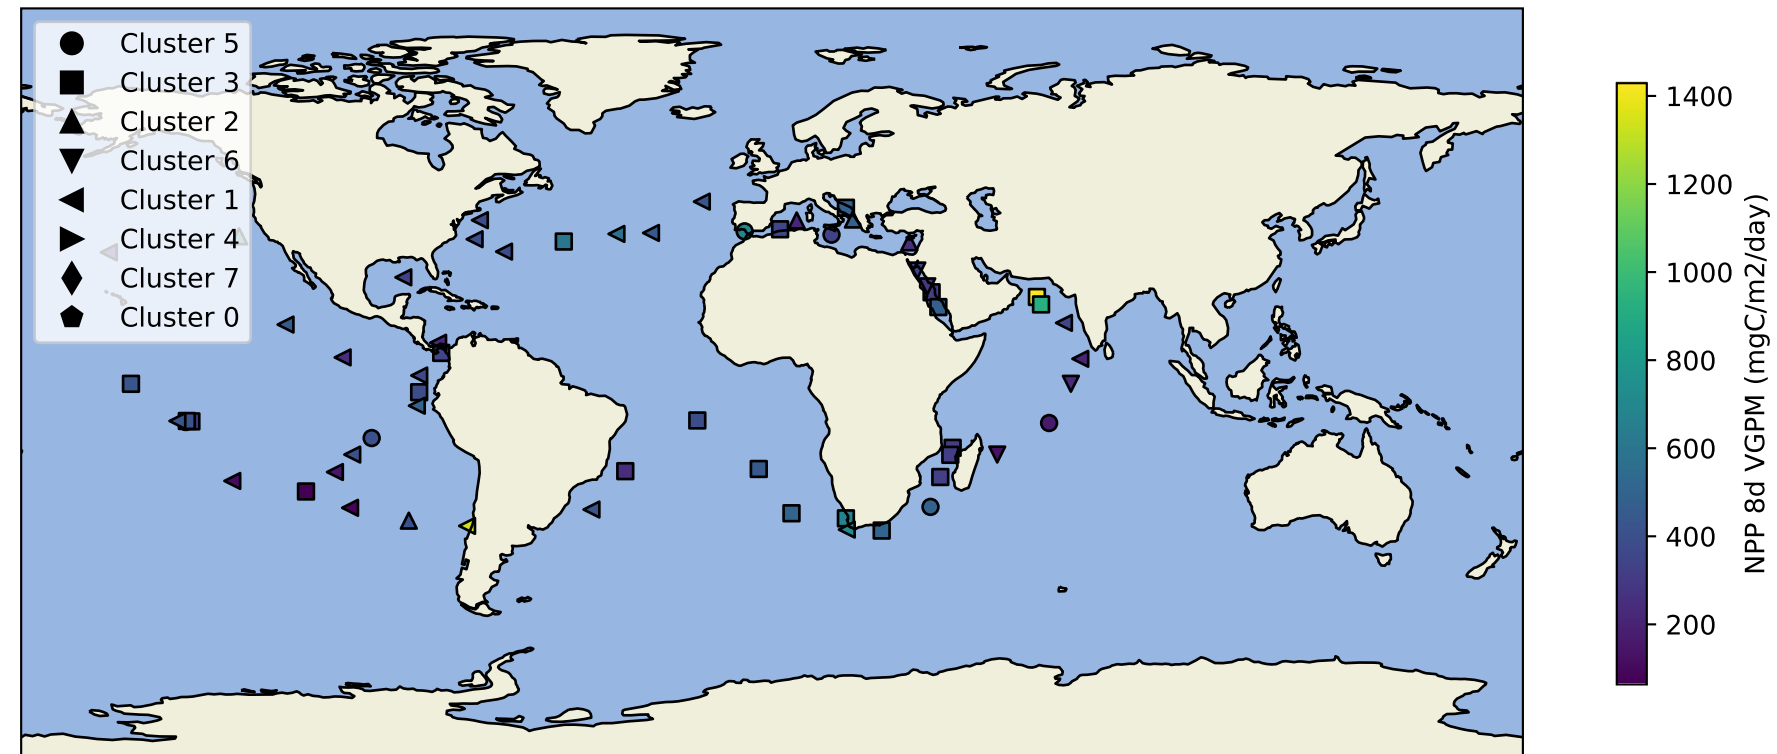 Cluster 5
Cluster 3
Cluster 2
Cluster 6
Cluster 1
Cluster 4
Cluster 7
Cluster 0
1400
1200
1000
800
600
400
200
NPP 8d VGPM (mgC/m2/day)